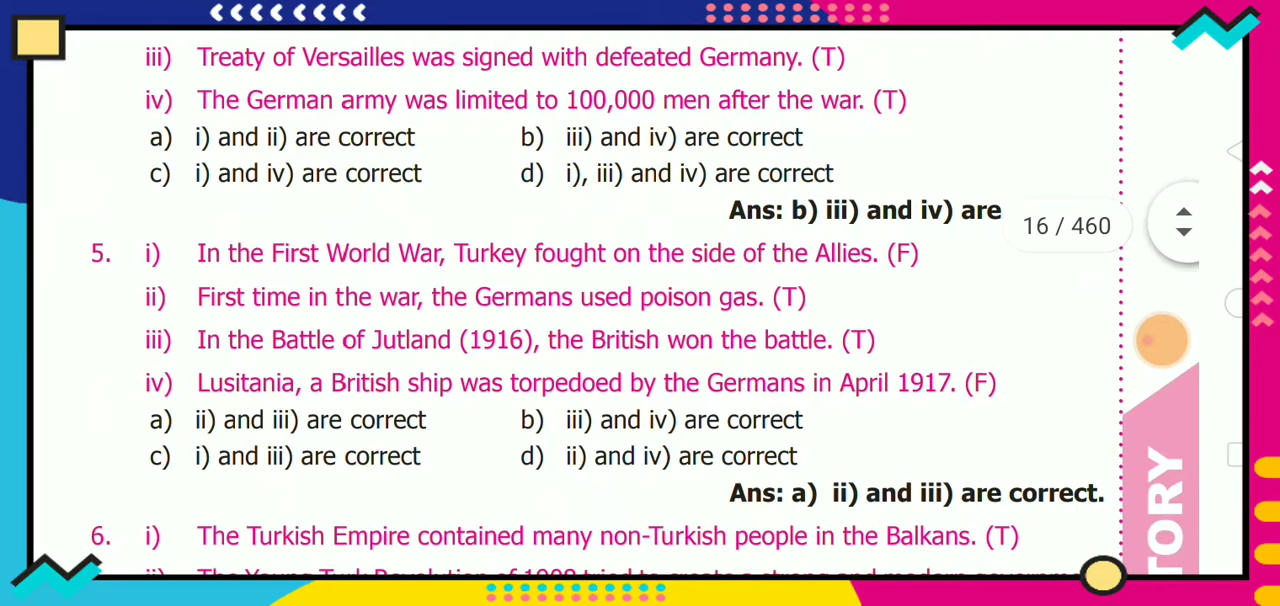 iii) Treaty of Versailles was signed with defeated Germany. (T)
iv) The German army was limited to 100,000 men after the war. (T)
a) i) and ii) are correct b) iii) and iv) are correct
c) i) and iv) are correct d) i), iii) and iv) are correct
Ans: b) iii) and iv) are
16 / 460
5. i) In the First World War, Turkey fought on the side of the Allies. (F)
ii) First time in the war, the Germans used poison gas. (T)
iii) In the Battle of Jutland (1916), the British won the battle. (T)
iv) Lusitania, a British ship was torpedoed by the Germans in April 1917. (F)
a) ii) and iii) are correct b) iii) and iv) are correct
c) i) and iii) are correct d) ii) and iv) are correct
Ans: a) ii) and iii) are correct.
6. i) The Turkish Empire contained many non-Turkish people in the Balkans. (T)
TORY